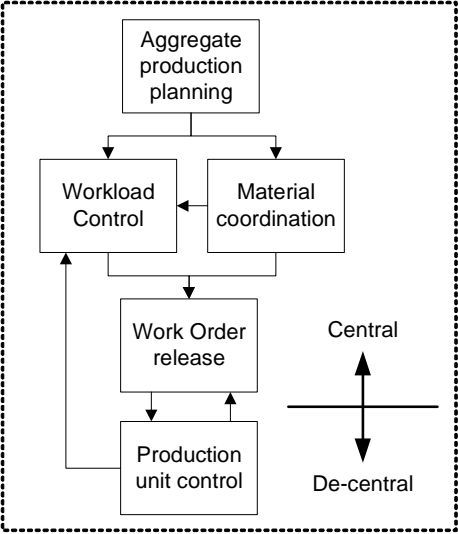 Aggregate
production
planning
Workload
Control
Material
coordination
Work Order
release
Central
Production
unit control
De-central